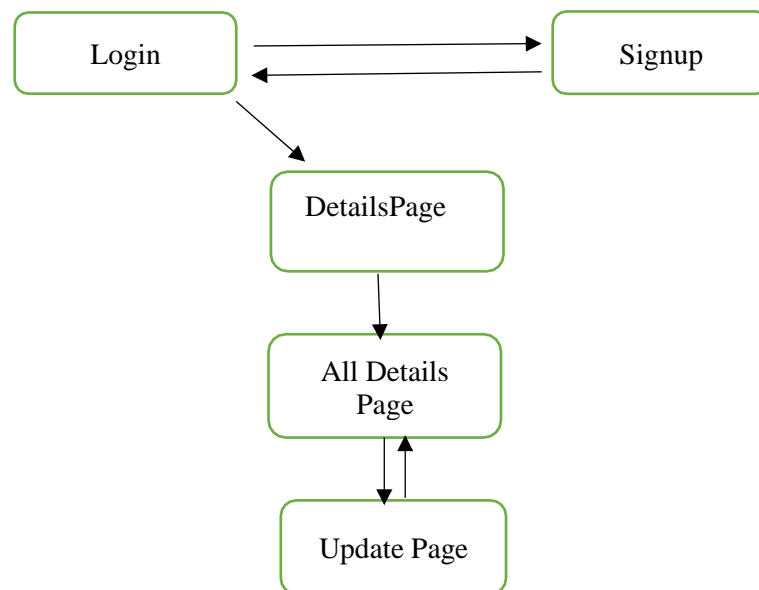 Login
Signup
DetailsPage
All Details
Page
Update Page